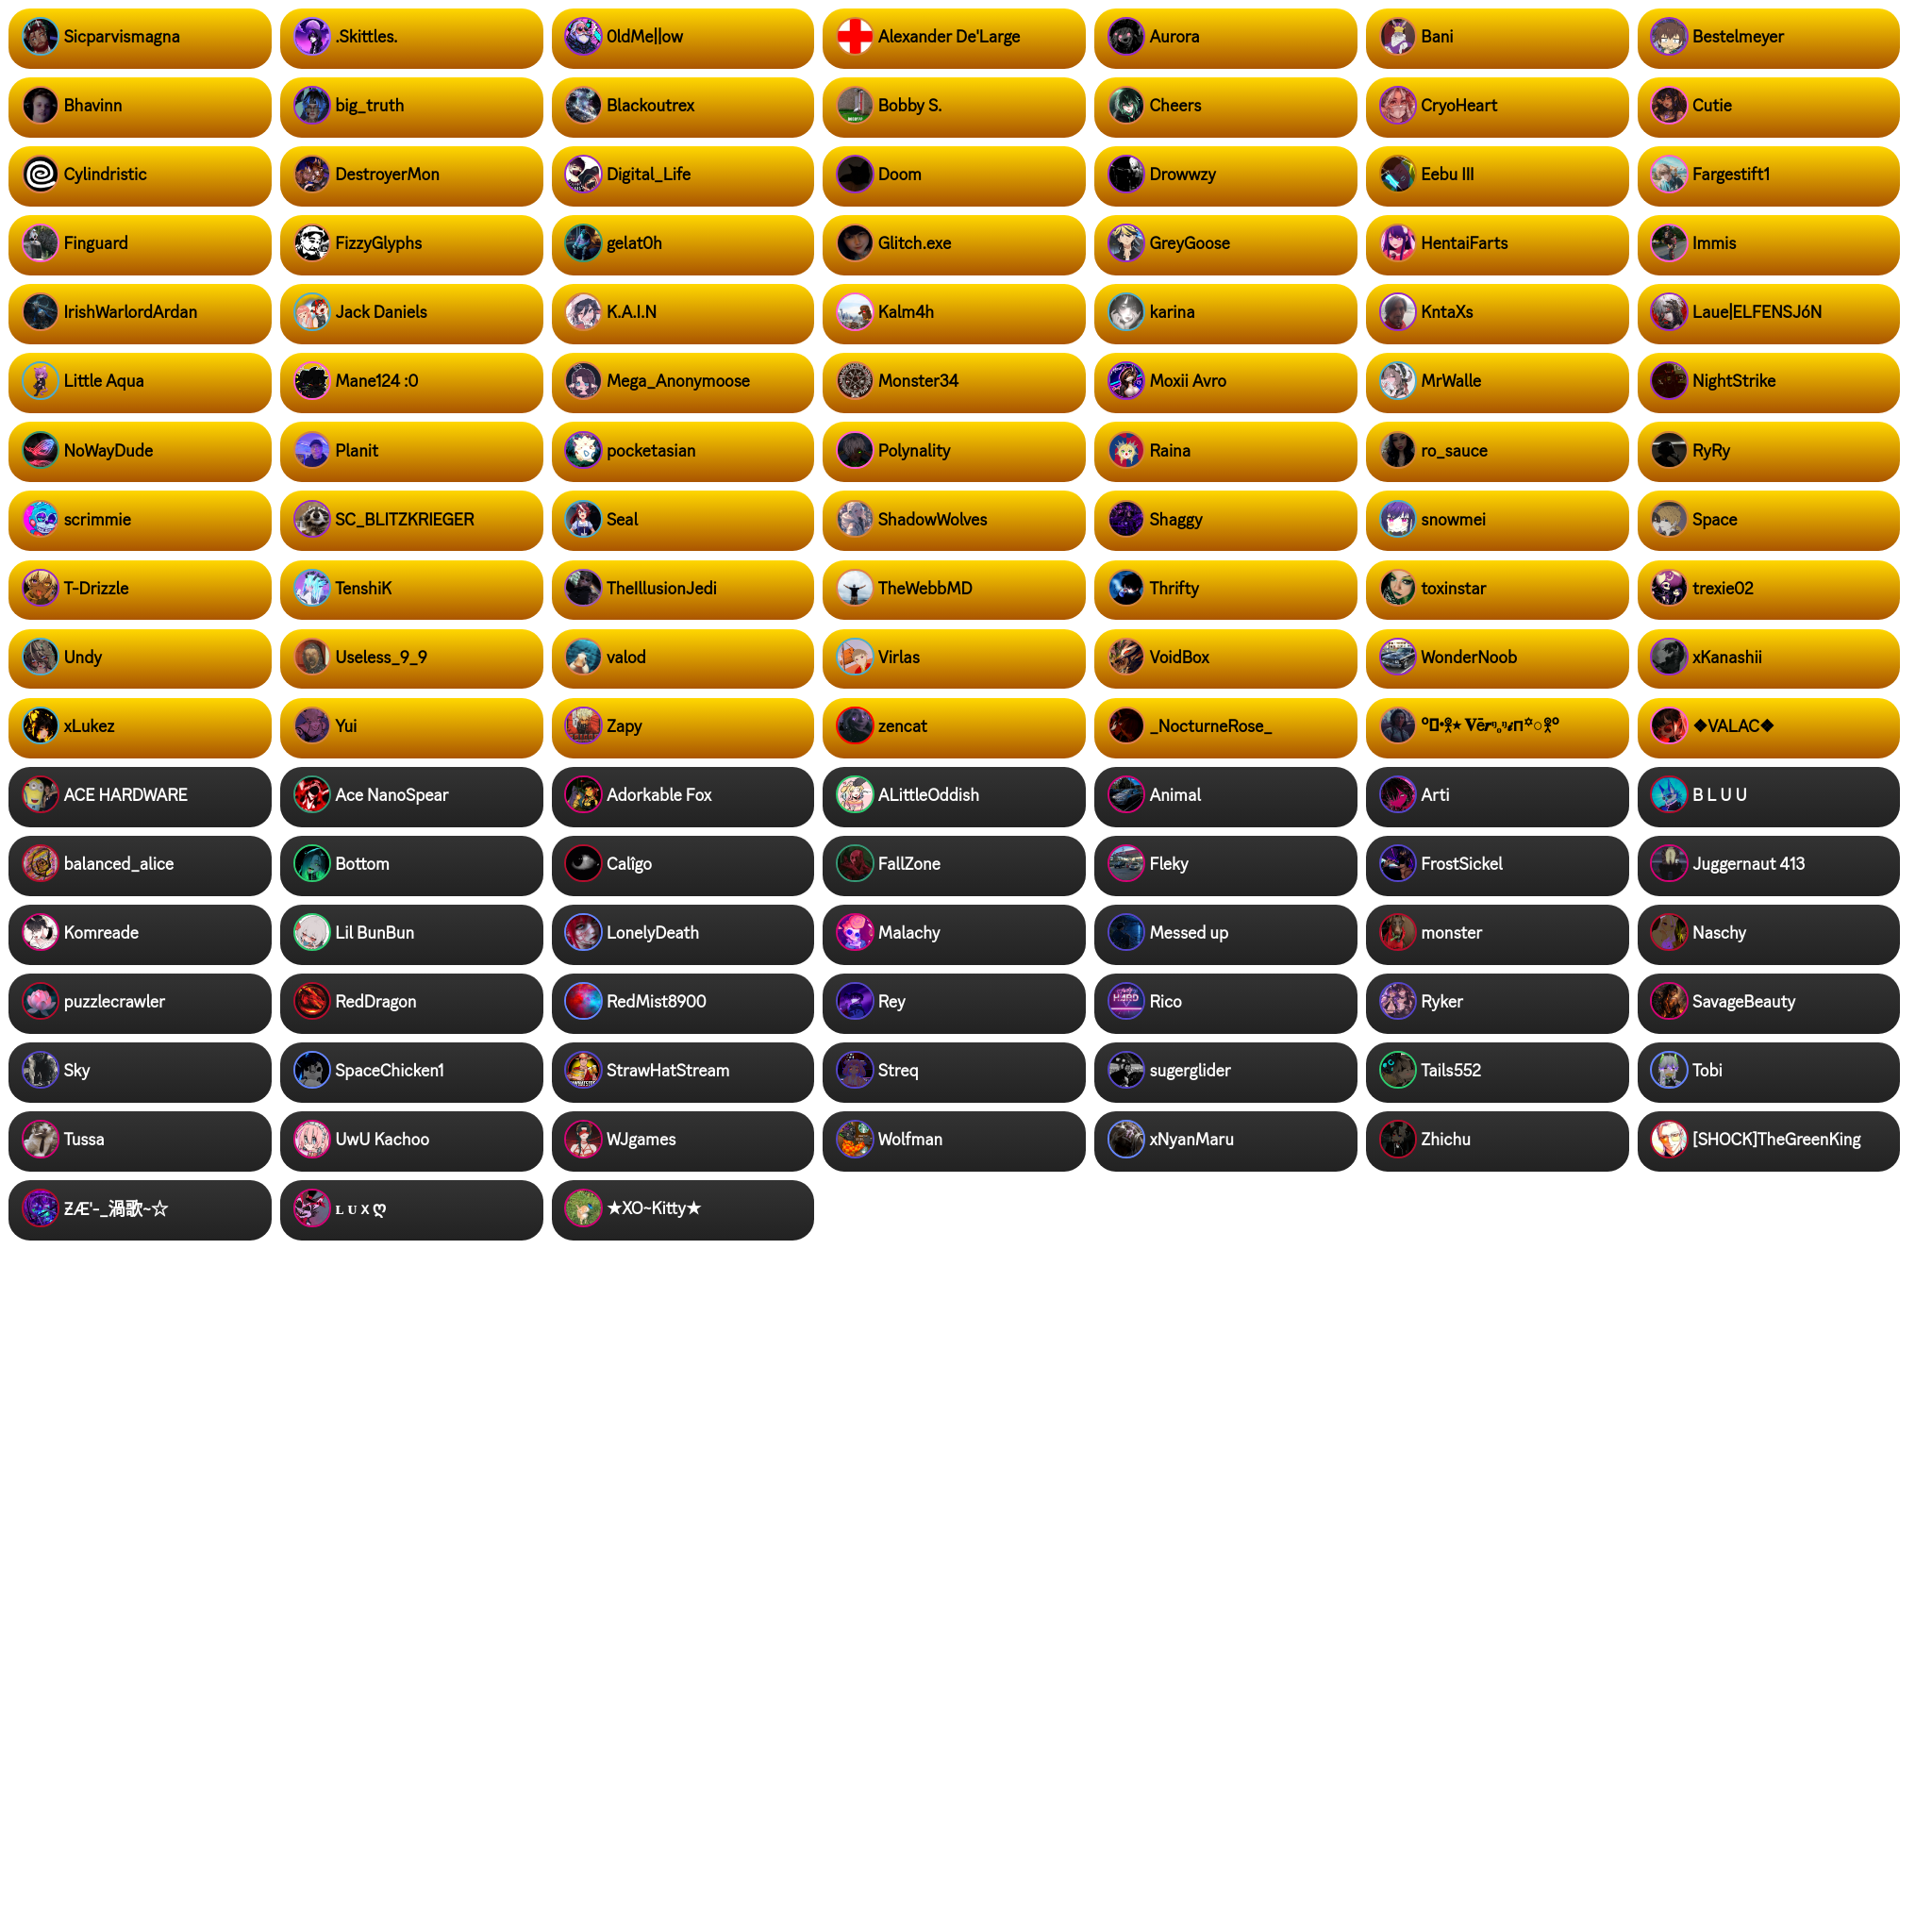 Sicparvismagna
.Skittles.
0ldMe||ow
Alexander De'Large
Aurora
Bani
Bestelmeyer
Bhavinn
big_truth
Blackoutrex
Bobby S.
Cheers
CryoHeart
Cutie
Cylindristic
DestroyerMon
Digital_Life
Doom
Drowwzy
Eebu III
Fargestift1
Finguard
FizzyGlyphs
gelat0h
Glitch.exe
GreyGoose
HentaiFarts
Immis
IrishWarlordArdan
Jack Daniels
K.A.I.N
Kalm4h
karina
KntaXs
Laue|ELFENSJóN
Little Aqua
Mane124 :0
Mega_Anonymoose
Monster34
Moxii Avro
MrWalle
NightStrike
NoWayDude
Planit
pocketasian
Polynality
Raina
ro_sauce
RyRy
scrimmie
SC_BLITZKRIEGER
Seal
ShadowWolves
Shaggy
snowmei
Space
T-Drizzle
TenshiK
TheIllusionJedi
TheWebbMD
Thrifty
toxinstar
trexie02
Undy
Useless_9_9
valod
Virlas
VoidBox
WonderNoob
xKanashii
xLukez
Yui
Zapy
zencat
_NocturneRose_
❖VALAC❖
ACE HARDWARE
Ace NanoSpear
Adorkable Fox
ALittleOddish
Animal
Arti
B L U U
balanced_alice
Bottom
Calîgo
FallZone
Fleky
FrostSickel
Juggernaut 413
Komreade
Lil BunBun
LonelyDeath
Malachy
Messed up
monster
Naschy
puzzlecrawler
RedDragon
RedMist8900
Rey
Rico
Ryker
SavageBeauty
Sky
SpaceChicken1
StrawHatStream
Streq
sugerglider
Tails552
Tobi
Tussa
UwU Kachoo
WJgames
Wolfman
xNyanMaru
Zhichu
[SHOCK]TheGreenKing
ƵÆ'-_渦歌~☆
ʟ ᴜ x ღ
★XO~Kitty★